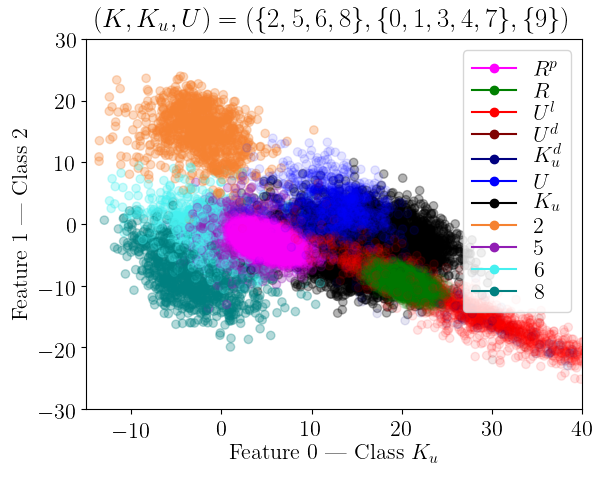 (K, K_u, U) = ({2, 5, 6, 8}, {0, 1, 3, 4, 7}, {9})
30
20
10
0
−10
−20
−30
Feature 1 — Class 2
R^p
R
U^l
U^d
K_u^d
U
K_u
2
5
6
8
−10 0 10 20 30 40
Feature 0 — Class K_u